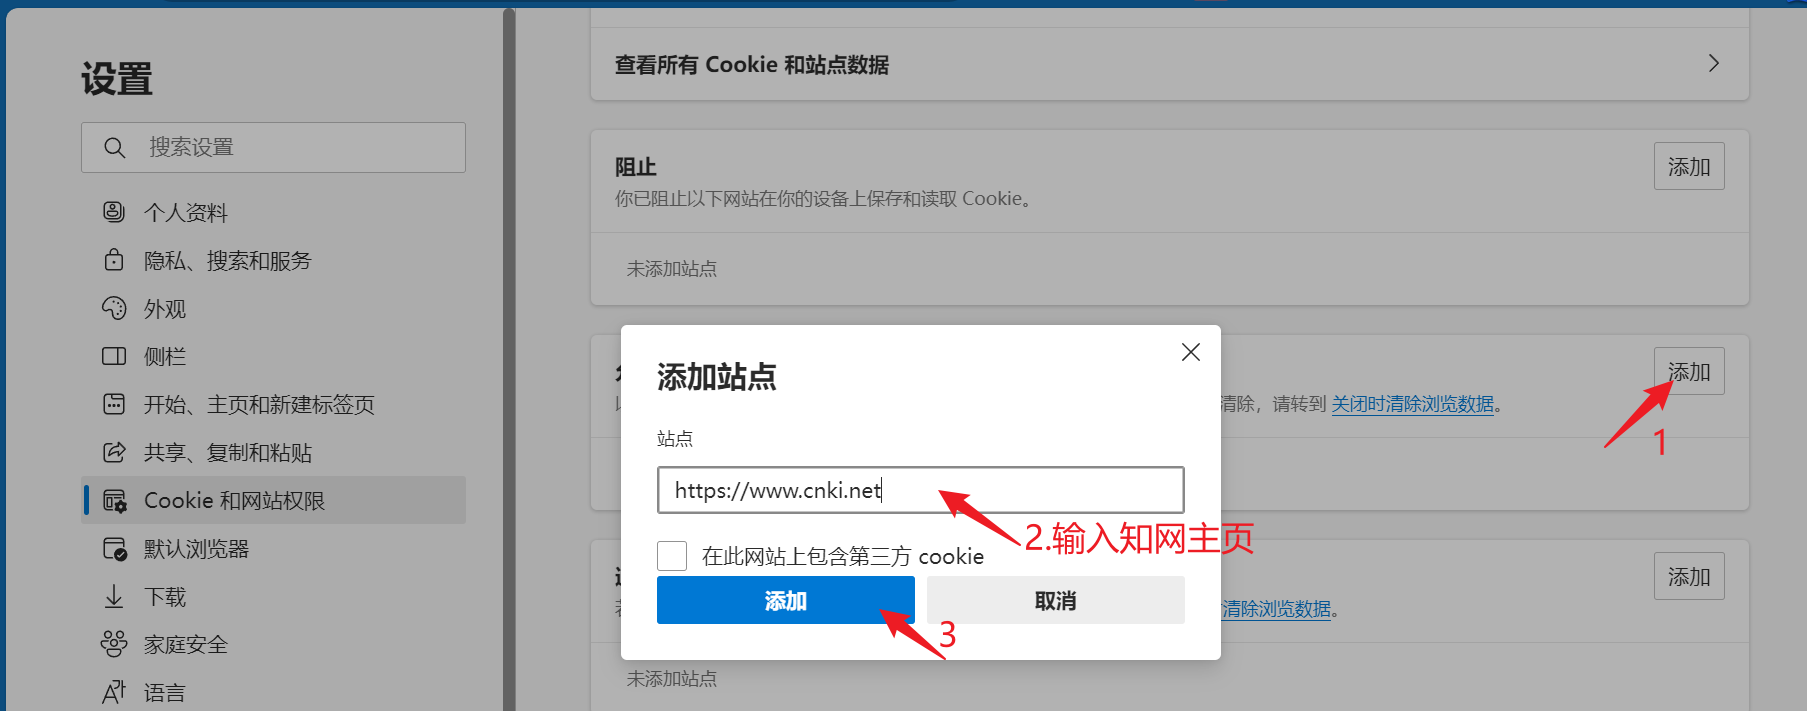 设置
搜索设置
个人资料
隐私、搜索和服务
外观
侧栏
开始、主页和新建标签页
共享、复制和粘贴
Cookie 和网站权限
默认浏览器
下载
家庭安全
语言
查看所有 Cookie 和站点数据
阻止
添加
你已阻止以下网站在你的设备上保存和读取 Cookie。
未添加站点
添加
清除，请转到 关闭时清除浏览数据。
1
添加站点
站点
https://www.cnki.net
2.输入知网主页
在此网站上包含第三方 cookie
添加
取消
3
添加
清除浏览数据。
未添加站点